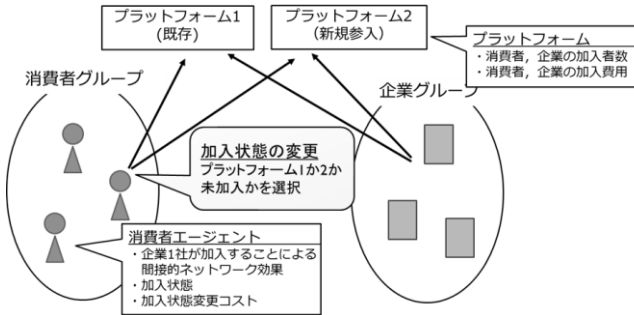 プラットフォーム1
(既存)
プラットフォーム2
(新規参入)
プラットフォーム
・消費者，企業の加入者数
・消費者，企業の加入費用
消費者グループ
企業グループ
加入状態の変更
プラットフォーム1か2か
未加入かを選択
消費者エージェント
・企業1社が加入することによる
間接的ネットワーク効果
・加入状態
・加入状態変更コスト